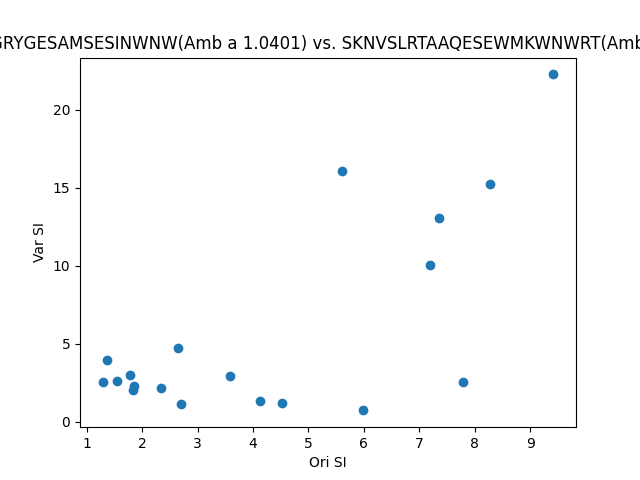 GRYGESAMSESINWNW(Amb a 1.0401) vs. SKNVSLRTAAQESEWMKWNWRT(Amb
20
15
10
5
0
Var SI
1 2 3 4 5 6 7 8 9
Ori SI